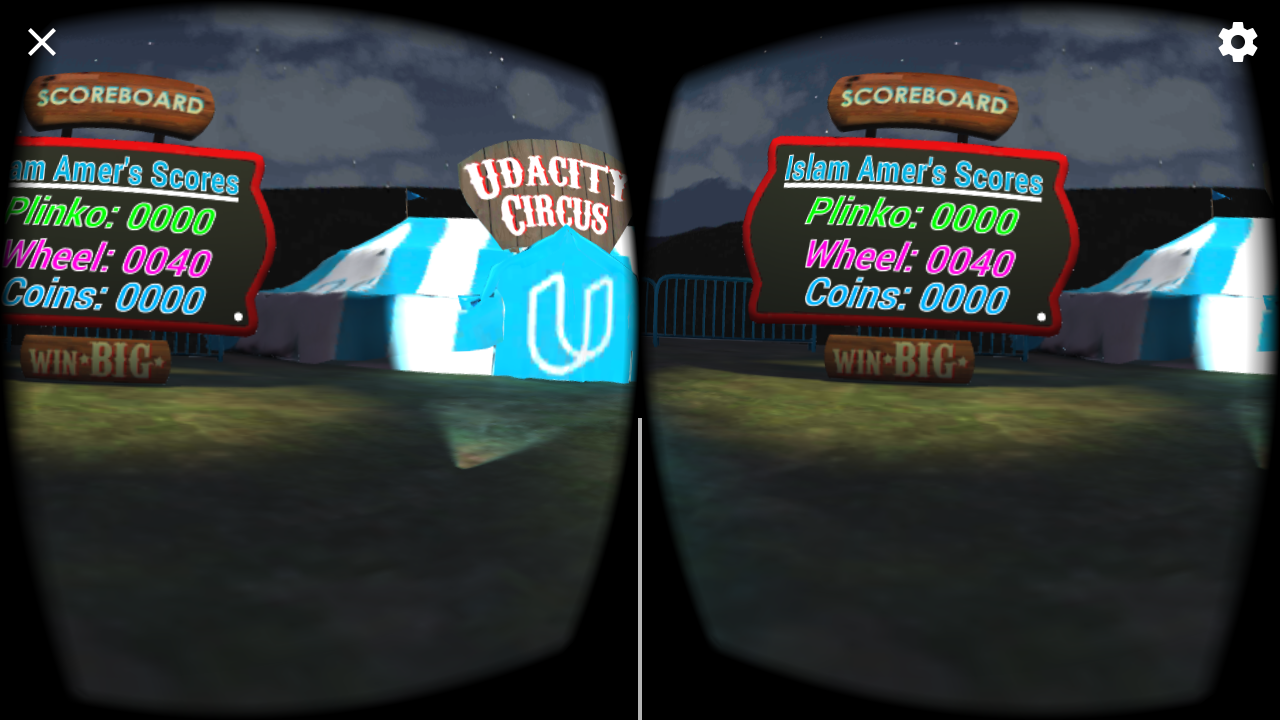 SCOREBOARD
am Amer's Scores
Plinko: 0000
Wheel: 0040
Coins: 0000
WIN★BIG★
UDACITY
CIRCUS
U
SCOREBOARD
Islam Amer's Scores
Plinko: 0000
Wheel: 0040
Coins: 0000
WIN★BIG★